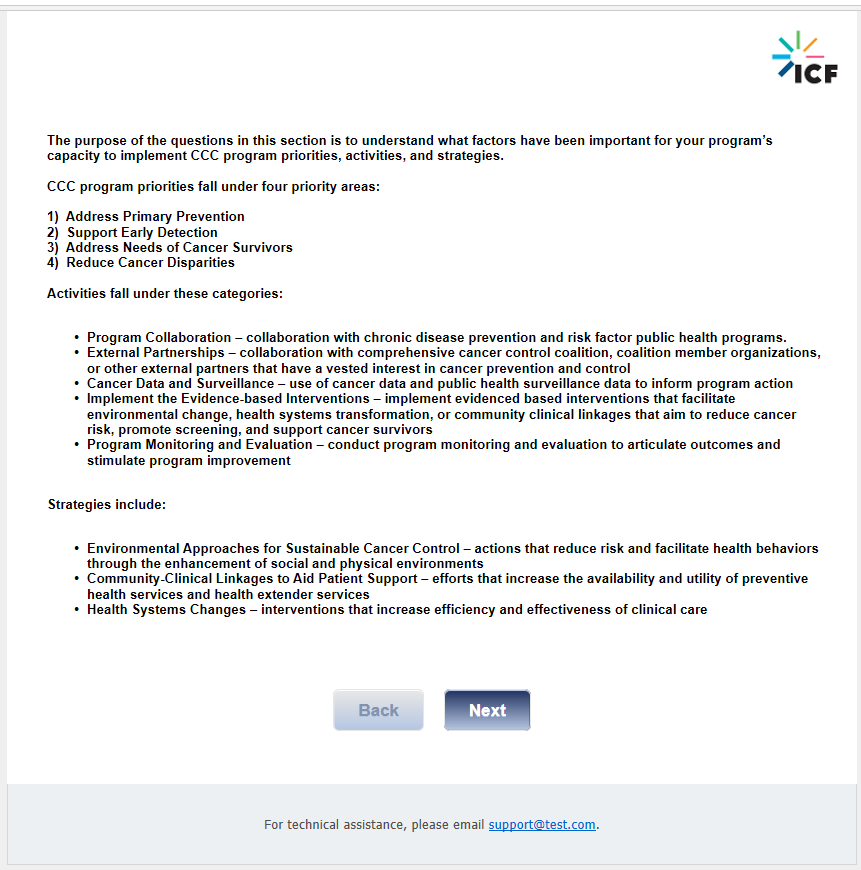 ICF
The purpose of the questions in this section is to understand what factors have been important for your program's
capacity to implement CCC program priorities, activities, and strategies.
CCC program priorities fall under four priority areas:
1) Address Primary Prevention
2) Support Early Detection
3) Address Needs of Cancer Survivors
4) Reduce Cancer Disparities
Activities fall under these categories:
• Program Collaboration – collaboration with chronic disease prevention and risk factor public health programs.
• External Partnerships – collaboration with comprehensive cancer control coalition, coalition member organizations,
or other external partners that have a vested interest in cancer prevention and control
• Cancer Data and Surveillance – use of cancer data and public health surveillance data to inform program action
• Implement the Evidence-based Interventions – implement evidenced based interventions that facilitate
environmental change, health systems transformation, or community clinical linkages that aim to reduce cancer
risk, promote screening, and support cancer survivors
• Program Monitoring and Evaluation – conduct program monitoring and evaluation to articulate outcomes and
stimulate program improvement
Strategies include:
• Environmental Approaches for Sustainable Cancer Control – actions that reduce risk and facilitate health behaviors
through the enhancement of social and physical environments
• Community-Clinical Linkages to Aid Patient Support – efforts that increase the availability and utility of preventive
health services and health extender services
• Health Systems Changes – interventions that increase efficiency and effectiveness of clinical care
Back Next
For technical assistance, please email support@test.com.